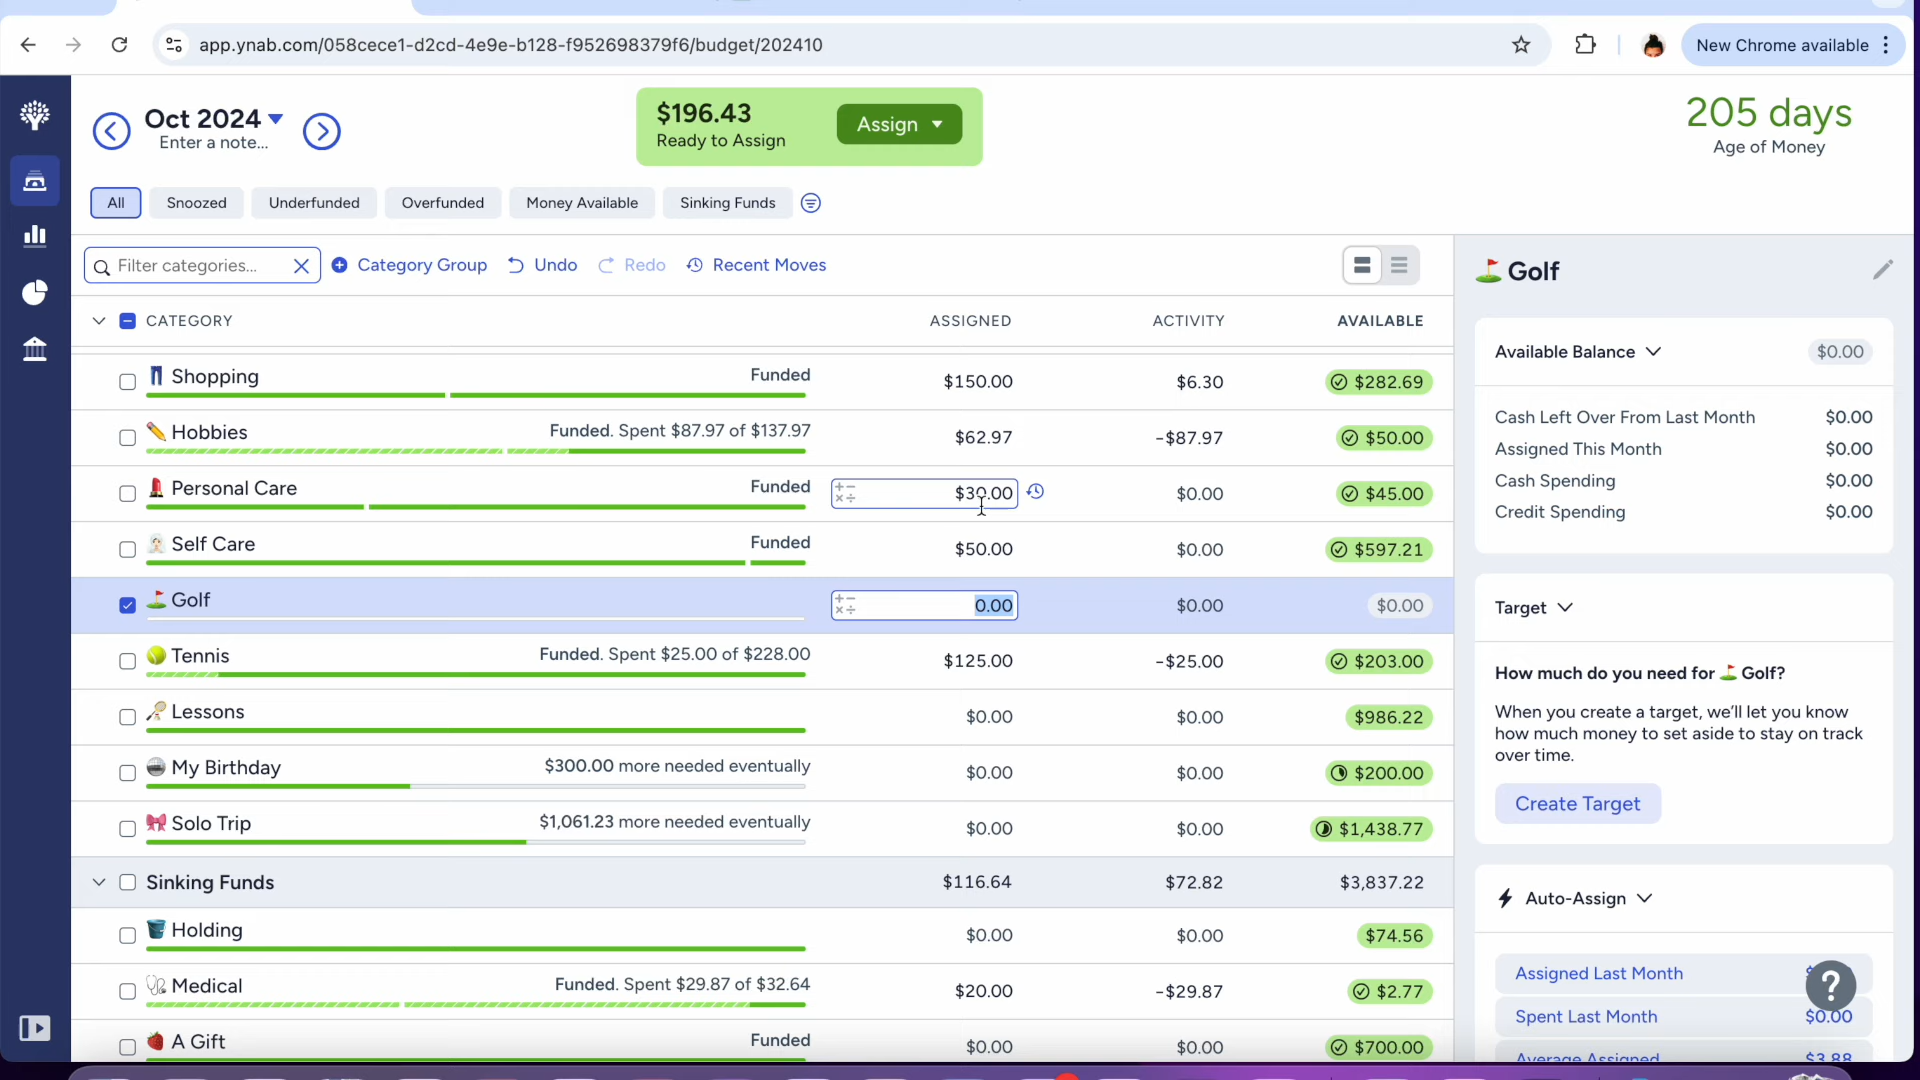 app.ynab.com/058cece1-d2cd-4e9e-b128-f952698379f6/budget/202410
New Chrome available
Oct 2024
Enter a note...
$196.43
Ready to Assign
Assign
205 days
Age of Money
All
Snoozed
Underfunded
Overfunded
Money Available
Sinking Funds
Filter categories...
Category Group
Undo
Redo
Recent Moves
CATEGORY ASSIGNED ACTIVITY AVAILABLE
Shopping Funded $150.00 $6.30 $282.69
Hobbies Funded. Spent $87.97 of $137.97 $62.97 -$87.97 $50.00
Personal Care Funded $30.00 $0.00 $45.00
Self Care Funded $50.00 $0.00 $597.21
Golf 0.00 $0.00 $0.00
Tennis Funded. Spent $25.00 of $228.00 $125.00 -$25.00 $203.00
Lessons $0.00 $0.00 $986.22
My Birthday $300.00 more needed eventually $0.00 $0.00 $200.00
Solo Trip $1,061.23 more needed eventually $0.00 $0.00 $1,438.77
Sinking Funds $116.64 $72.82 $3,837.22
Holding $0.00 $0.00 $74.56
Medical Funded. Spent $29.87 of $32.64 $20.00 -$29.87 $2.77
A Gift Funded $0.00 $0.00 $700.00
Golf
Available Balance $0.00
Cash Left Over From Last Month $0.00
Assigned This Month $0.00
Cash Spending $0.00
Credit Spending $0.00
Target
How much do you need for Golf?
When you create a target, we'll let you know
how much money to set aside to stay on track
over time.
Create Target
Auto-Assign
Assigned Last Month
?
Spent Last Month $0.00
Average Assigned $3.88